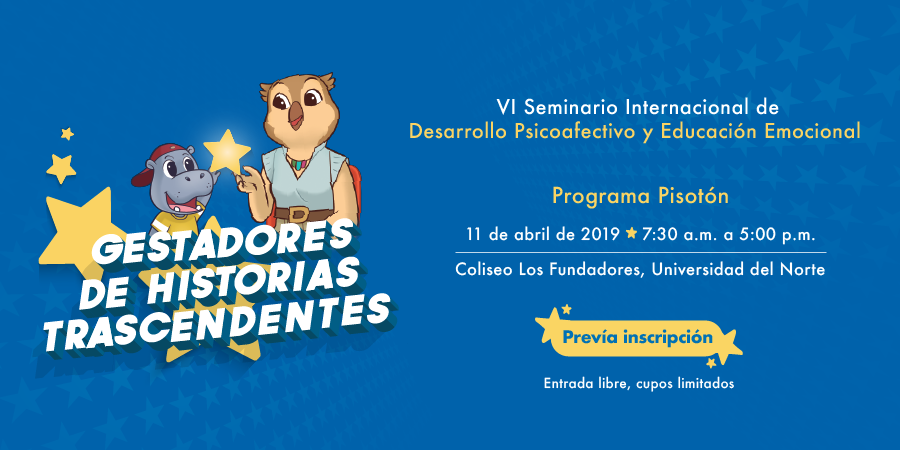 GESTADORES
DE HISTORIAS
TRASCENDENTES
VI Seminario Internacional de
Desarrollo Psicoafectivo y Educación Emocional
Programa Pisotón
11 de abril de 2019 ★ 7:30 a.m. a 5:00 p.m.
Coliseo Los Fundadores, Universidad del Norte
Prevía inscripción
Entrada libre, cupos limitados